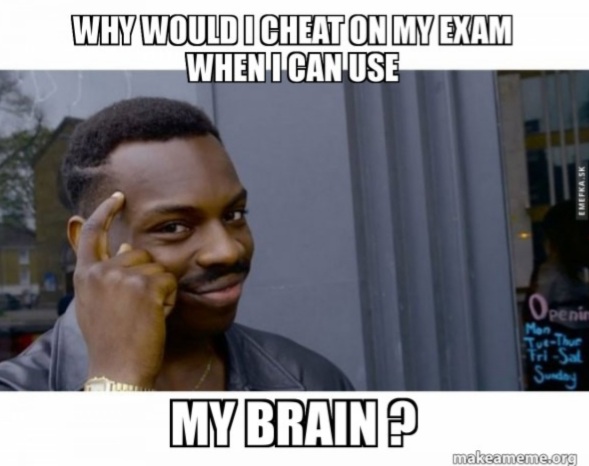 WHY WOULD I CHEAT ON MY EXAM
WHEN I CAN USE
EMEFKA.SK
Openin
Mon
Tue-Thur
Fri-Sat
Sunday
MY BRAIN ?
makeameme.org